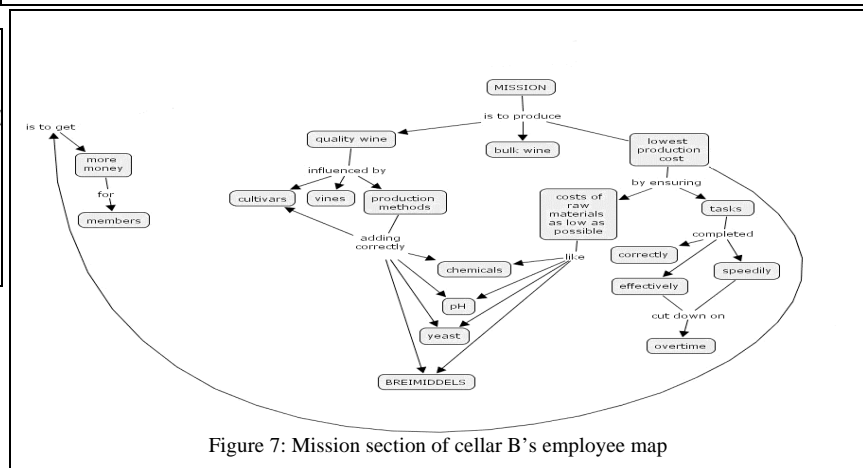 MISSION
is to produce
quality wine
bulk wine
lowest
production
cost
is to get
more
money
for
members
influenced by
cultivars
vines
production
methods
adding
correctly
chemicals
pH
yeast
BREIMIDDELS
by ensuring
costs of
raw
materials
as low as
possible
like
tasks
completed
correctly
effectively
speedily
cut down on
overtime
Figure 7: Mission section of cellar B's employee map